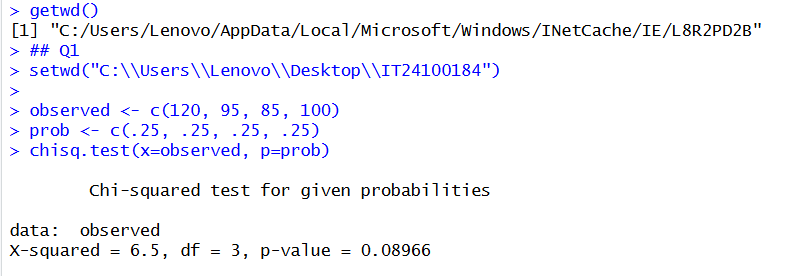 > getwd()
[1] "C:/Users/Lenovo/AppData/Local/Microsoft/Windows/INetCache/IE/L8R2PD2B"
> ## Q1
> setwd("C:\\Users\\Lenovo\\Desktop\\IT24100184")
>
> observed <- c(120, 95, 85, 100)
> prob <- c(.25, .25, .25, .25)
> chisq.test(x=observed, p=prob)
Chi-squared test for given probabilities
data:  observed
X-squared = 6.5, df = 3, p-value = 0.08966